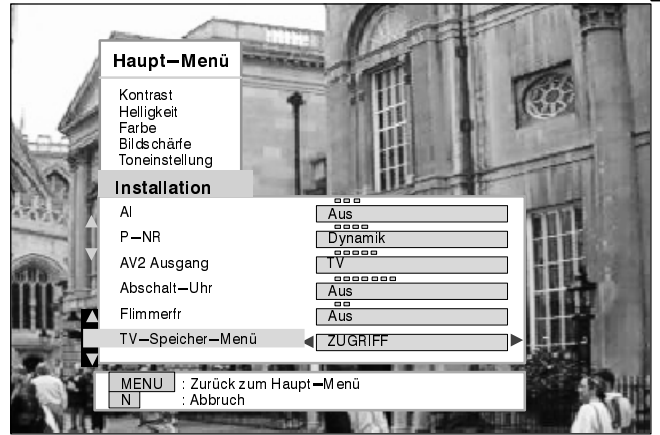 Haupt–Menü
Kontrast
Helligkeit
Farbe
Bildschärfe
Toneinstellung
Installation
AI Aus
P–NR Dynamik
AV2 Ausgang TV
Abschalt–Uhr Aus
Flimmerfr Aus
TV–Speicher–Menü ZUGRIFF
MENU : Zurück zum Haupt–Menü
N : Abbruch